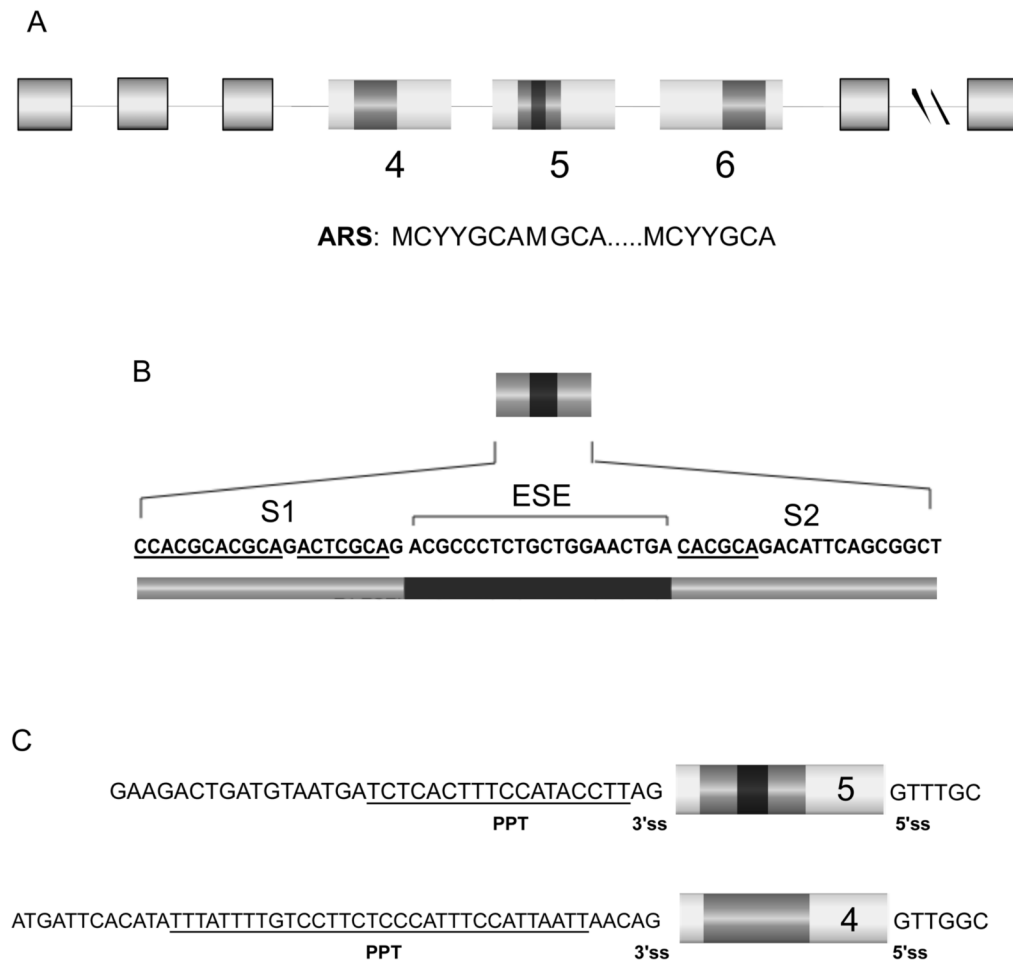 A
4 5 6
ARS: MCYYGCAMGCA.....MCYYGCA
B
S1 ESE S2
CCACGCACGCAGACTCGCAG ACGCCCTCTGCTGGAACTGA CACGCAGACATTCAGCGGCT
C
GAAGACTGATGTAATGATCTCACTTTCCATACCTTAG 5 GTTTGC
PPT 3'ss 5'ss
ATGATTCACATATTTATTTTGTCCTTCTCCCATTTCCATTAATTAACAG 4 GTTGGC
PPT 3'ss 5'ss